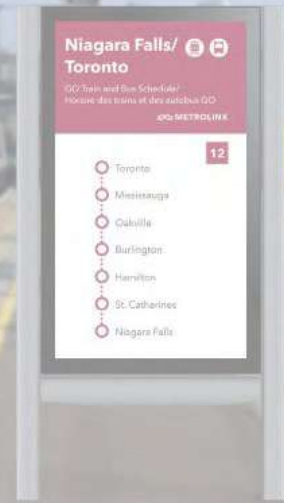 Niagara Falls/
Toronto
GO Train and Bus Schedule/
Horaire des trains et des autobus GO
METROLINX
12
Toronto
Mississauga
Oakville
Burlington
Hamilton
St. Catharines
Niagara Falls